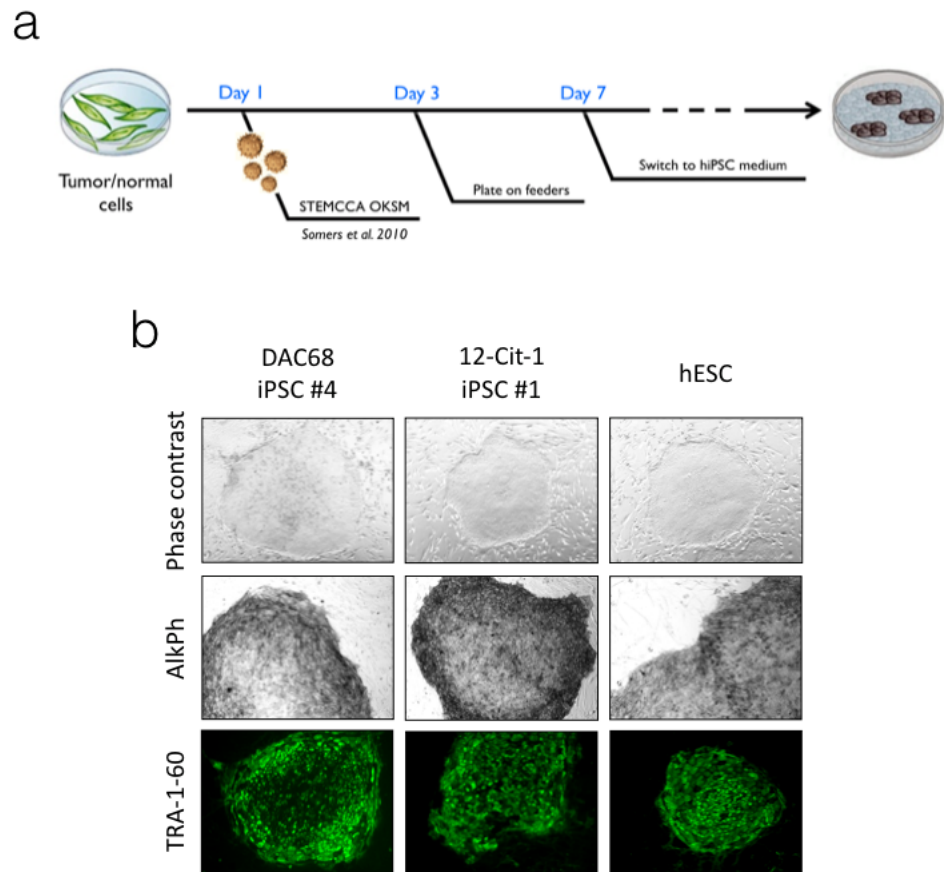 a
Day 1
Day 3
Day 7
Tumor/normal
cells
STEMCCA OKSM
Somers et al. 2010
Plate on feeders
Switch to hiPSC medium
b
DAC68
iPSC #4
12-Cit-1
iPSC #1
hESC
Phase contrast
AlkPh
TRA-1-60